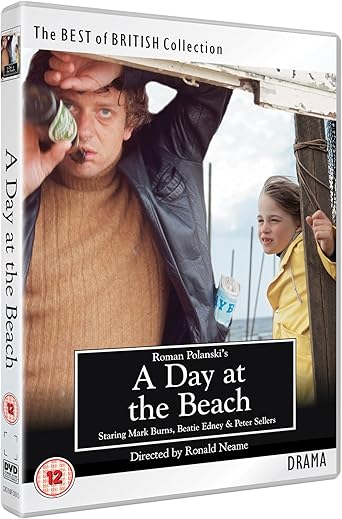 The BEST of BRITISH Collection
A Day at the Beach
12
DVD
Roman Polanski's
A Day at
the Beach
Staring Mark Burns, Beatie Edney & Peter Sellers
Directed by Ronald Neame
12
DRAMA